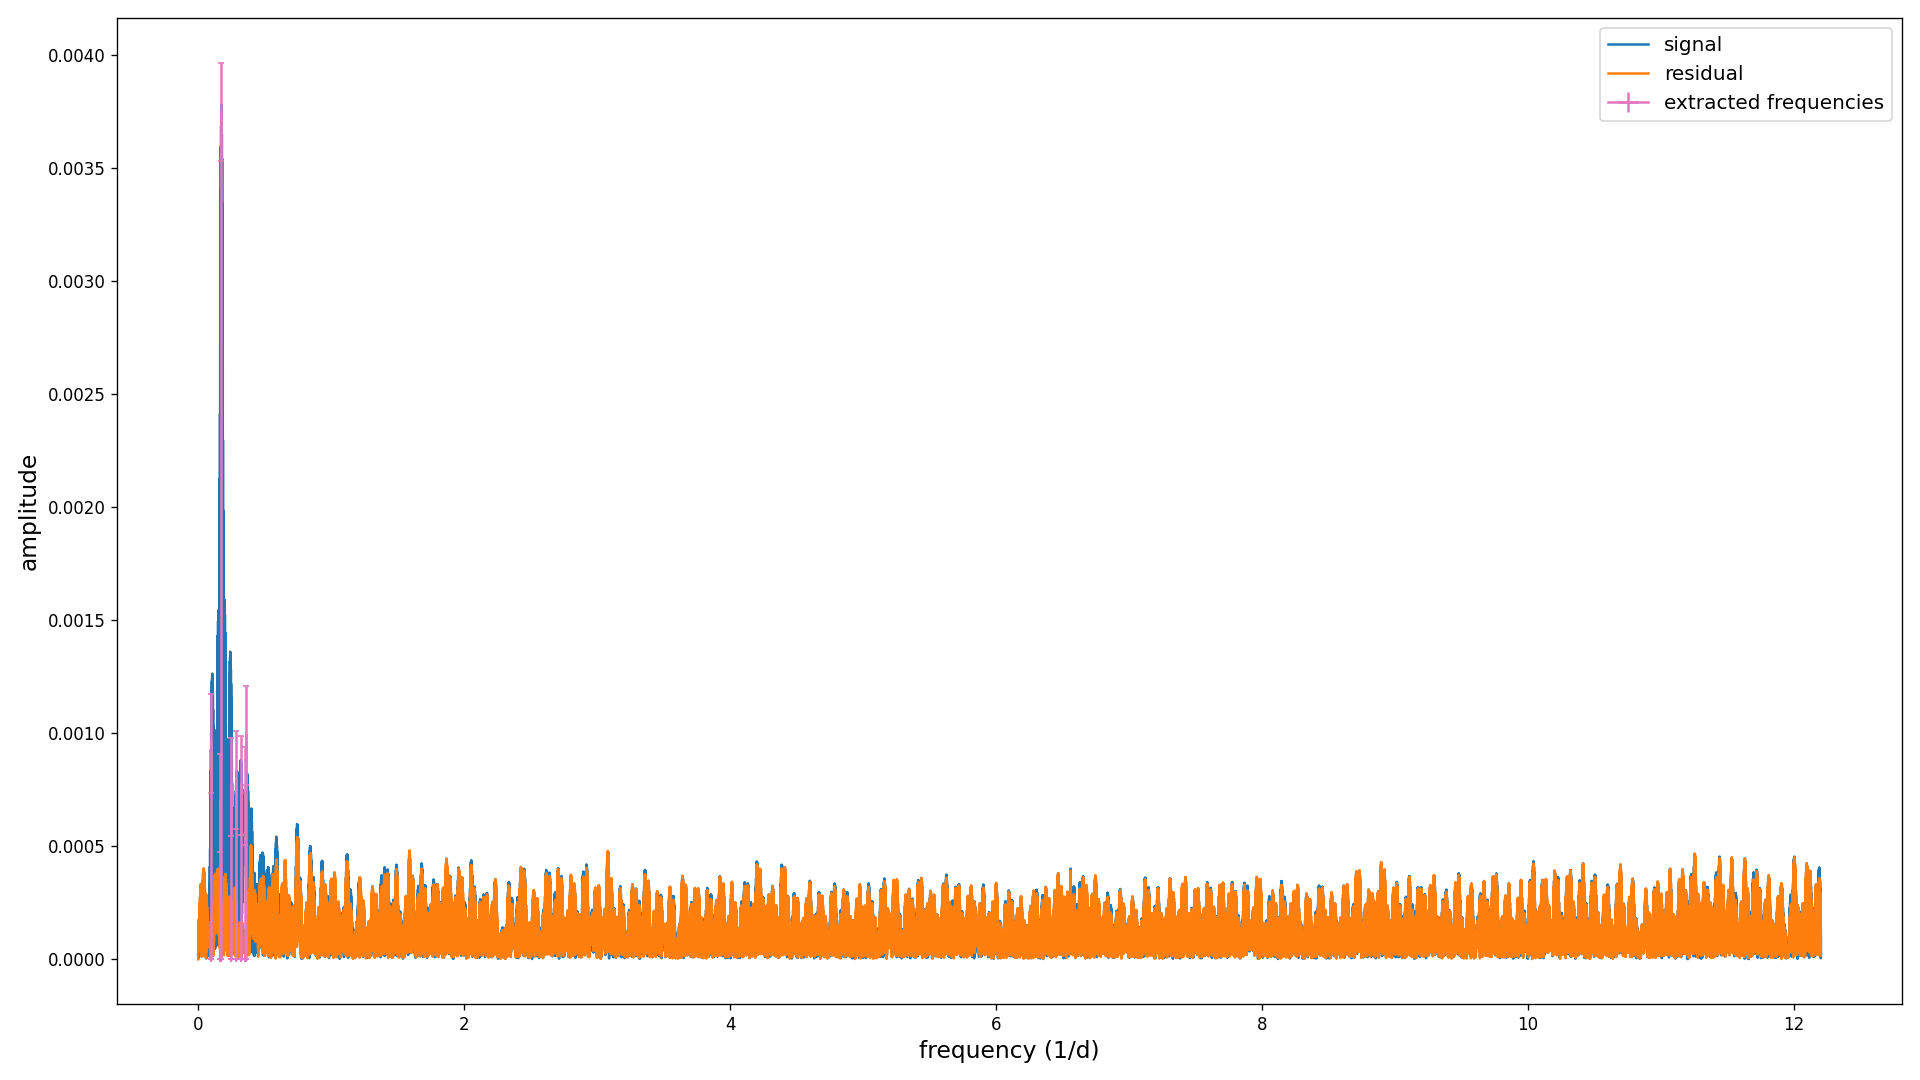 signal
residual
extracted frequencies
0.0040
0.0035
0.0030
0.0025
0.0020
0.0015
0.0010
0.0005
0.0000
amplitude
0 2 4 6 8 10 12
frequency (1/d)